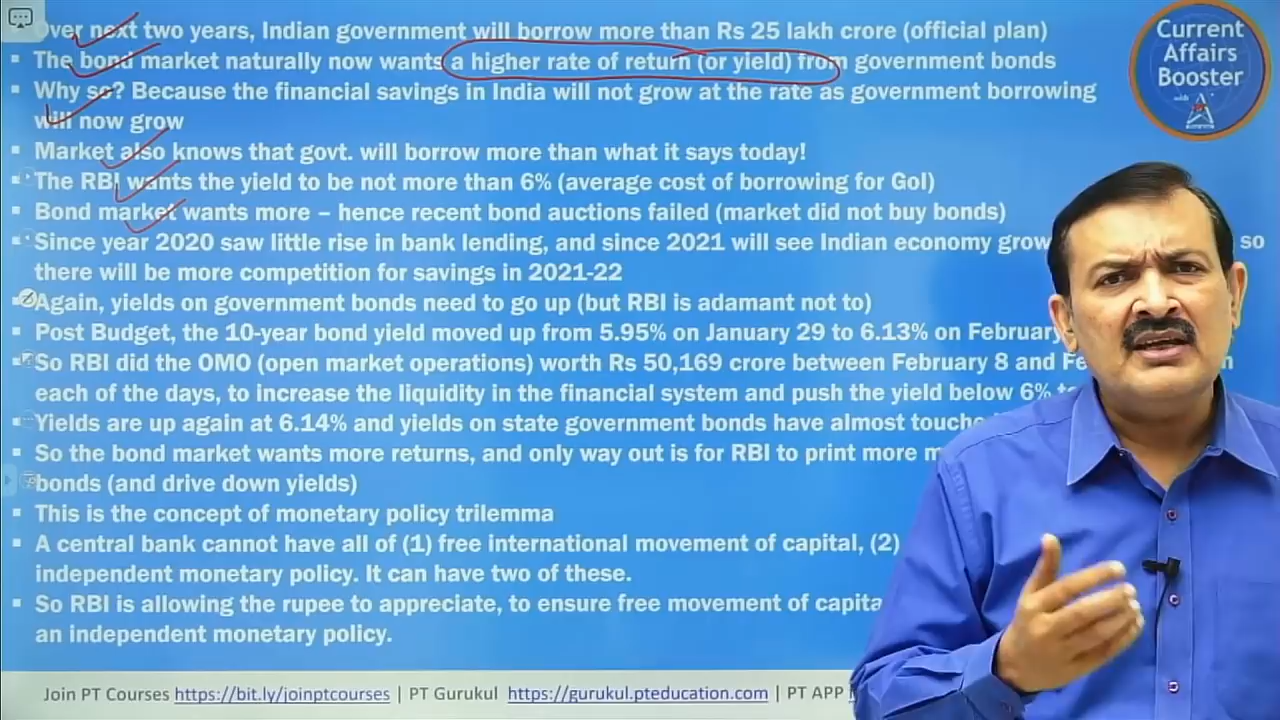 Over next two years, Indian government will borrow more than Rs 25 lakh crore (official plan)
The bond market naturally now wants a higher rate of return (or yield) from government bonds
Why so? Because the financial savings in India will not grow at the rate as government borrowing
will now grow
Market also knows that govt. will borrow more than what it says today!
The RBI wants the yield to be not more than 6% (average cost of borrowing for GoI)
Bond market wants more – hence recent bond auctions failed (market did not buy bonds)
Since year 2020 saw little rise in bank lending, and since 2021 will see Indian economy grow so
there will be more competition for savings in 2021-22
Again, yields on government bonds need to go up (but RBI is adamant not to)
Post Budget, the 10-year bond yield moved up from 5.95% on January 29 to 6.13% on February
So RBI did the OMO (open market operations) worth Rs 50,169 crore between February 8 and
each of the days, to increase the liquidity in the financial system and push the yield below 6%
Yields are up again at 6.14% and yields on state government bonds have almost
So the bond market wants more returns, and only way out is for RBI to print more
bonds (and drive down yields)
This is the concept of monetary policy trilemma
A central bank cannot have all of (1) free international movement of capital, (2)
independent monetary policy. It can have two of these.
So RBI is allowing the rupee to appreciate, to ensure free movement of
an independent monetary policy.
Current
Affairs
Booster
with
Join PT Courses https://bit.ly/joinptcourses | PT Gurukul https://gurukul.pteducation.com | PT APP